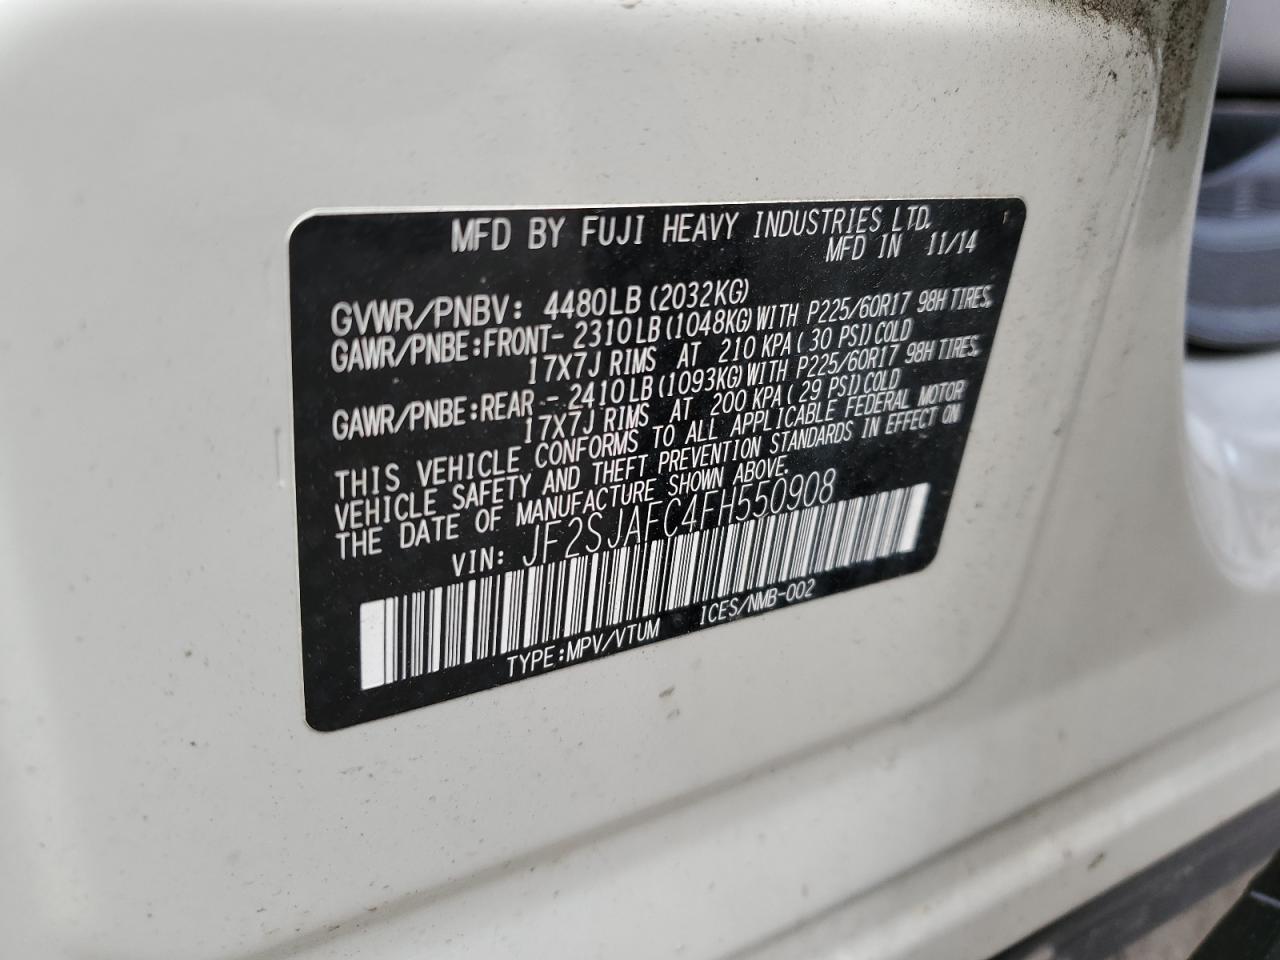 MFD BY FUJI HEAVY INDUSTRIES LTD.
MFD IN 11/14
GVWR/PNBV: 4480LB (2032KG)
GAWR/PNBE:FRONT- 2310LB (1048KG) WITH P225/60R17 98H TIRES,
17X7J RIMS AT 210 KPA ( 30 PSI) COLD
GAWR/PNBE:REAR - 2410LB (1093KG) WITH P225/60R17 98H TIRES,
17X7J RIMS AT 200 KPA ( 29 PSI) COLD
THIS VEHICLE CONFORMS TO ALL APPLICABLE FEDERAL MOTOR
VEHICLE SAFETY AND THEFT PREVENTION STANDARDS IN EFFECT ON
THE DATE OF MANUFACTURE SHOWN ABOVE.
VIN: JF2SJAFC4FH550908
TYPE:MPV/VTUM ICES/NMB-002